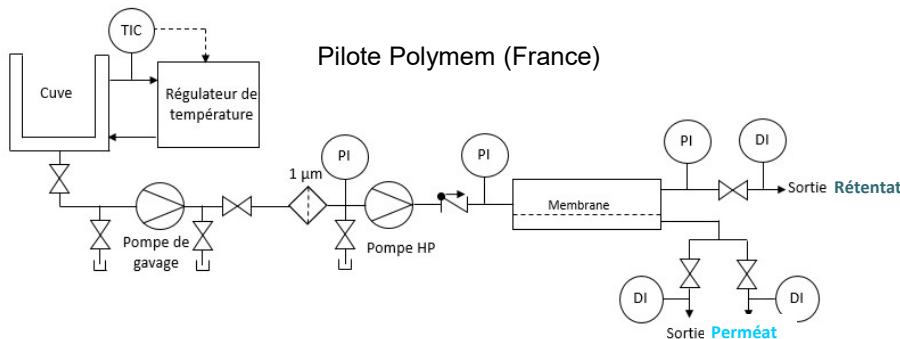 TIC
Pilote Polymem (France)
Cuve
Régulateur de
température
PI
PI
PI
DI
1 µm
Sortie Rétentat
Membrane
Pompe de
gavage
Pompe HP
DI
DI
Sortie Perméat